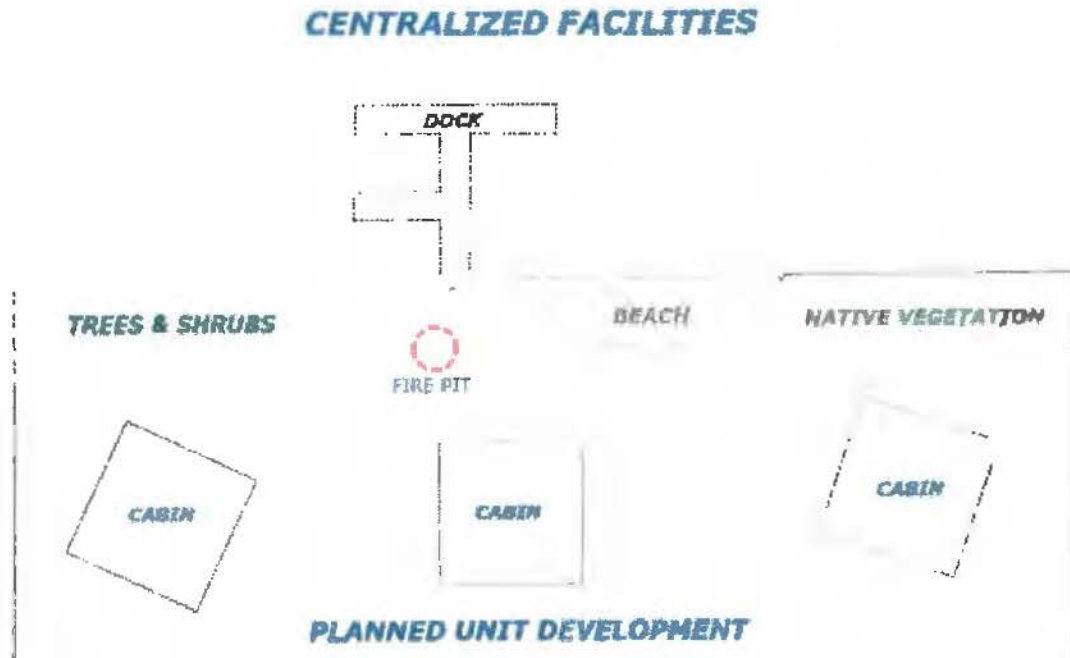 CENTRALIZED FACILITIES
DOCK
TREES & SHRUBS
BEACH
NATIVE VEGETATION
FIRE PIT
CABIN
CABIN
CABIN
PLANNED UNIT DEVELOPMENT